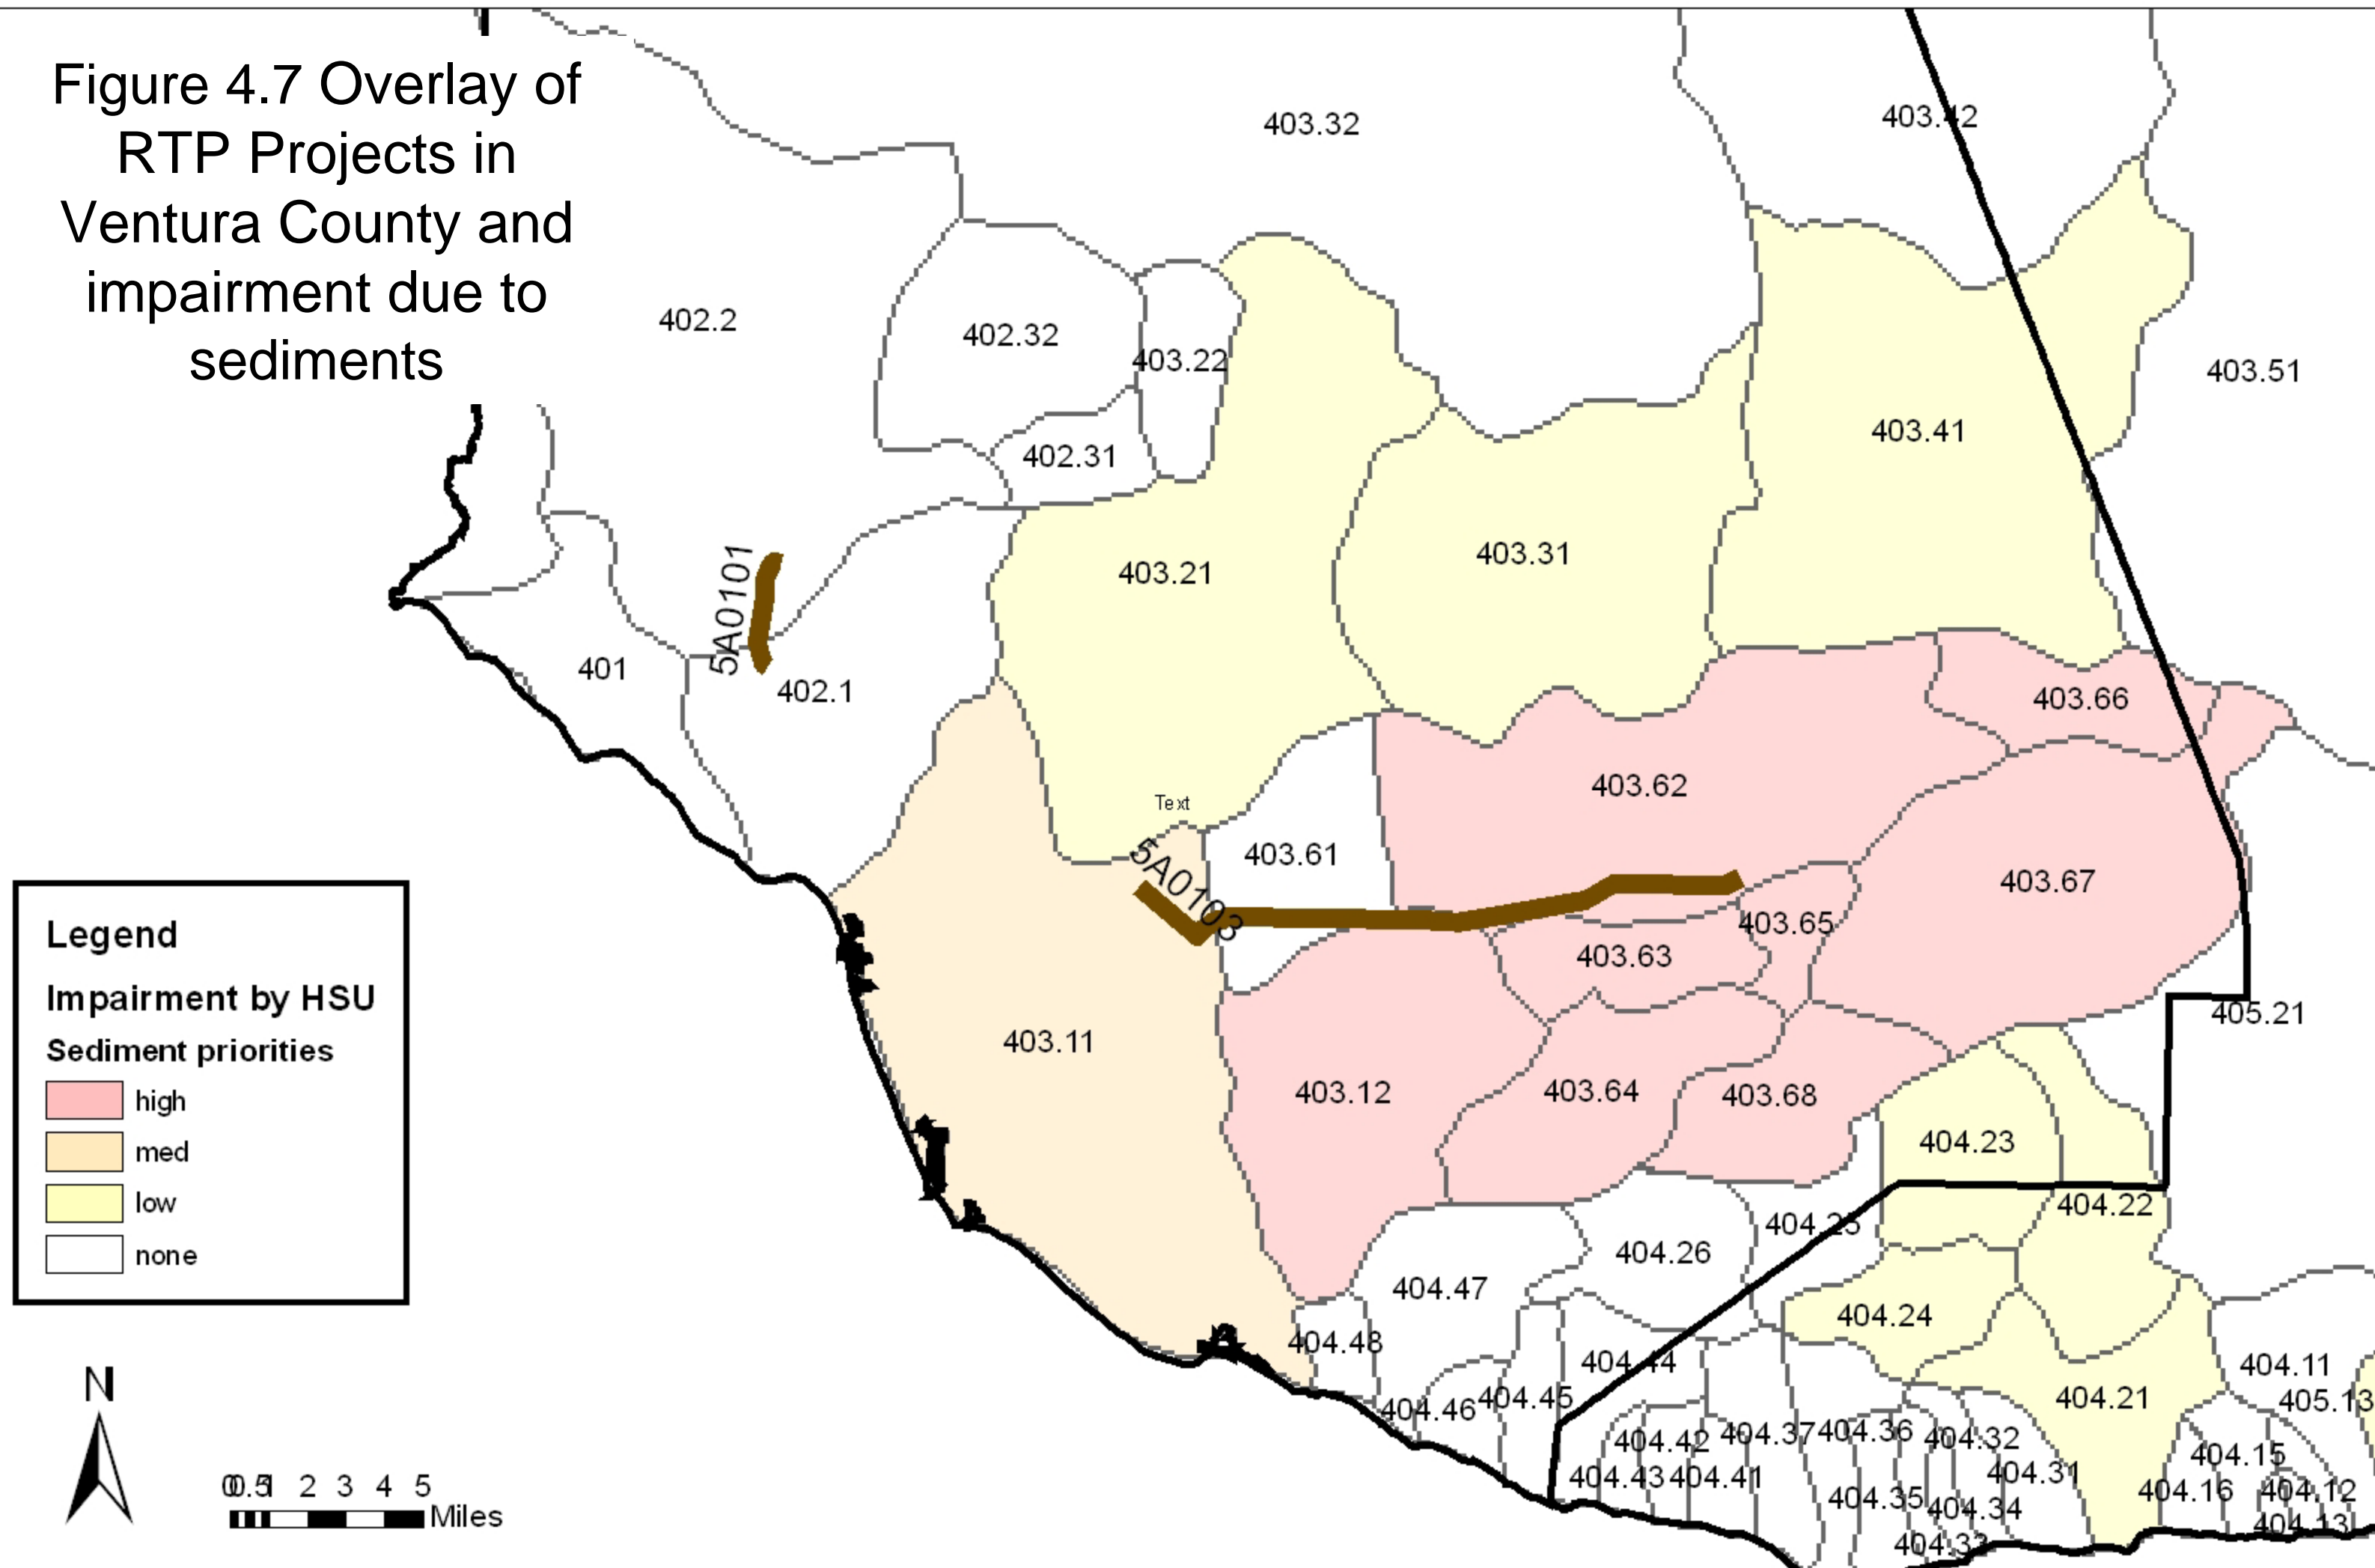 Figure 4.7 Overlay of
RTP Projects in
Ventura County and
impairment due to
sediments
403.32
403.42
402.2
402.32
403.22
403.51
403.41
402.31
403.31
403.21
5A0101
401
402.1
403.66
403.62
Text
5A0103
403.61
403.67
403.65
403.63
405.21
403.11
403.12
403.64
403.68
404.23
404.22
404.25
404.26
404.47
404.24
404.48
404.44
404.11
404.45
404.46
404.21
405.13
404.42
404.37
404.36
404.32
404.15
404.43
404.41
404.31
404.16
404.12
404.35
404.34
404.13
404.33
Legend
Impairment by HSU
Sediment priorities
high
med
low
none
N
0 0.5 1 2 3 4 5
Miles